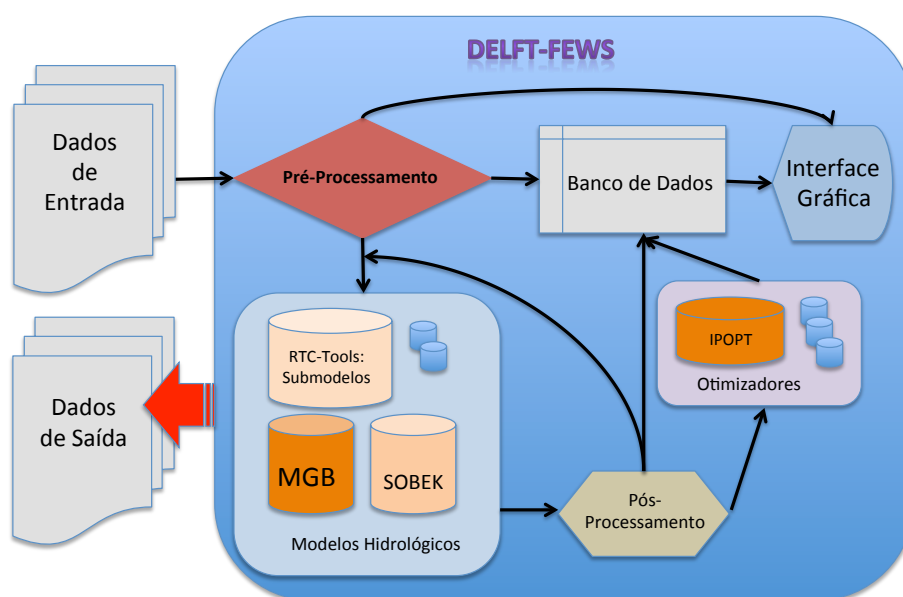 DELFT-FEWS
Dados
de
Entrada
Pré-Processamento
Banco de Dados
Interface
Gráfica
RTC-Tools:
Submodelos
MGB
SOBEK
Modelos Hidrológicos
IPOPT
Otimizadores
Pós-
Processamento
Dados
de Saída